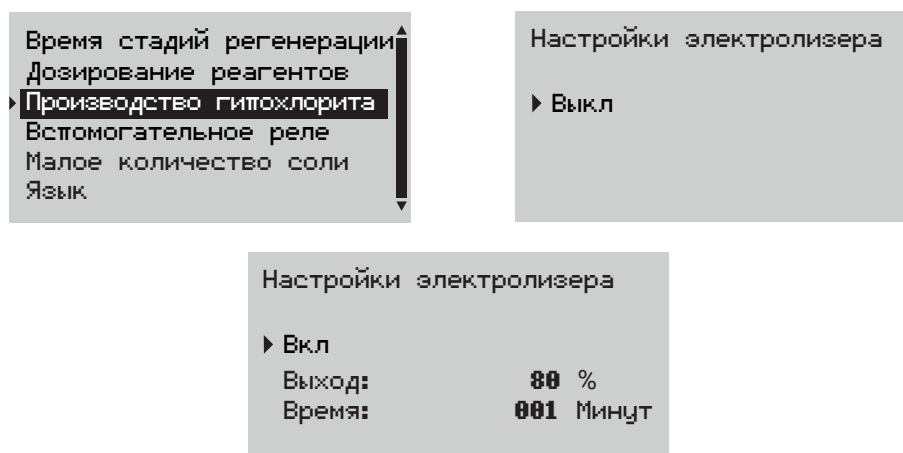 Время стадий регенерации
Дозирование реагентов
Производство гипохлорита
Вспомогательное реле
Малое количество соли
Язык
Настройки электролизера
Выкл
Настройки электролизера
Вкл
Выход: 80 %
Время: 001 Минут